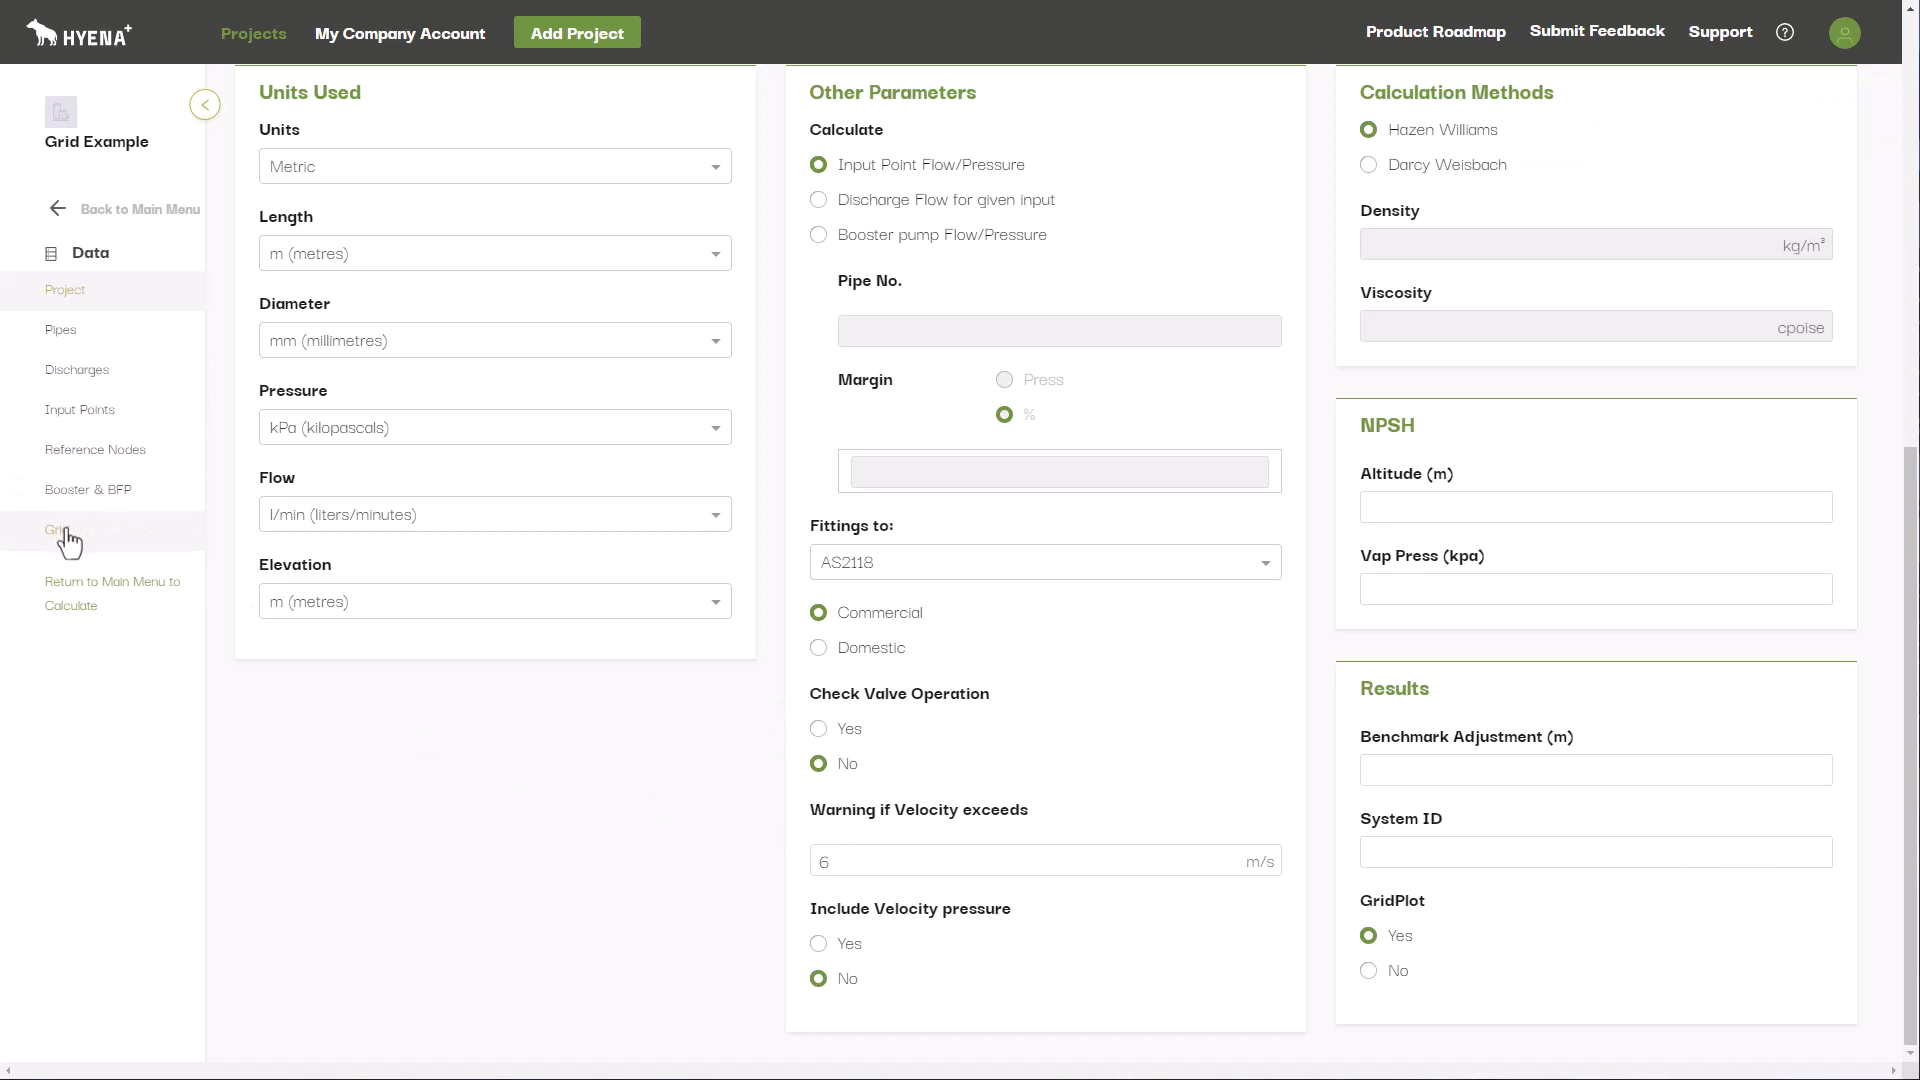 HYENA+
Projects
My Company Account
Add Project
Product Roadmap
Submit Feedback
Support
Grid Example
Back to Main Menu
Data
Project
Pipes
Discharges
Input Points
Reference Nodes
Booster & BFP
Return to Main Menu to
Calculate
Units Used
Units
Metric
Length
m (metres)
Diameter
mm (millimetres)
Pressure
kPa (kilopascals)
Flow
l/min (liters/minutes)
Elevation
m (metres)
Other Parameters
Calculate
Input Point Flow/Pressure
Discharge Flow for given input
Booster pump Flow/Pressure
Pipe No.
Margin
Press
%
Fittings to:
AS2118
Commercial
Domestic
Check Valve Operation
Yes
No
Warning if Velocity exceeds
6 m/s
Include Velocity pressure
Yes
No
Calculation Methods
Hazen Williams
Darcy Weisbach
Density
kg/m³
Viscosity
cpoise
NPSH
Altitude (m)
Vap Press (kpa)
Results
Benchmark Adjustment (m)
System ID
GridPlot
Yes
No